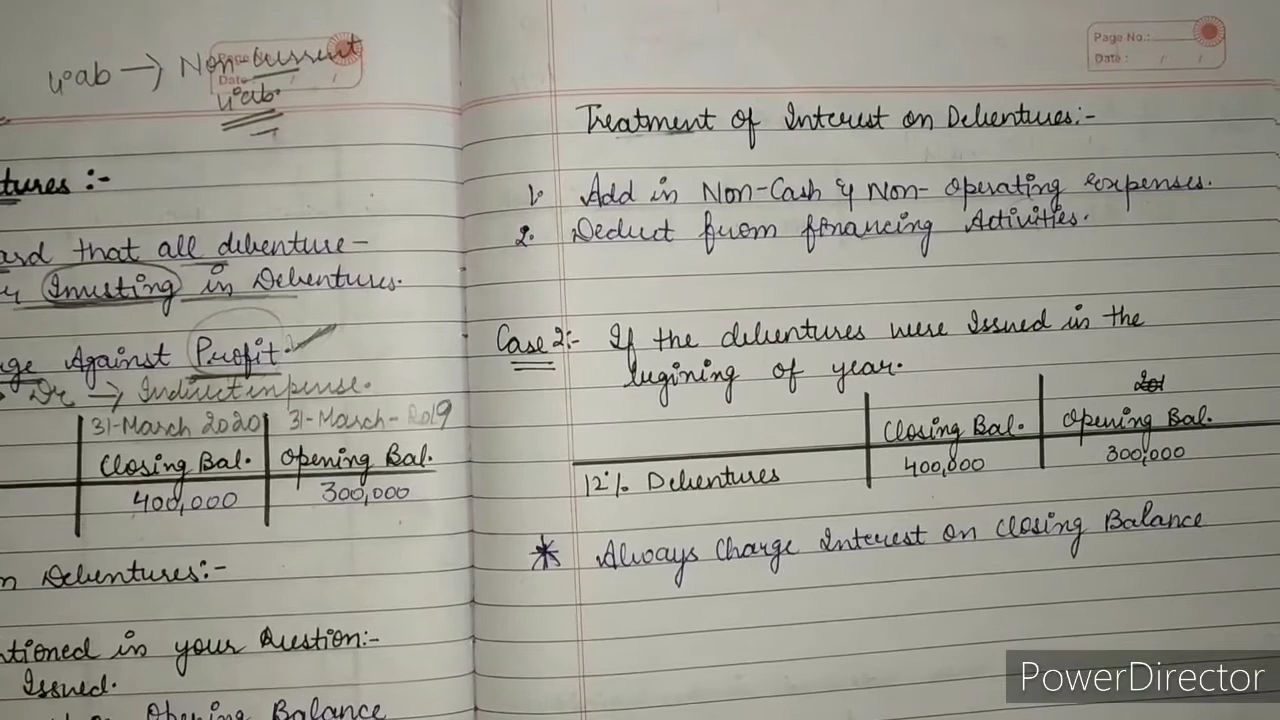 Liab → Non-Current
Liab.
tures :-
ard that all debenture-
Investing in Debentures.
ge Against Profit
Dr → Indirect
31-March 2020 31-March-2019
Closing Bal. Opening Bal.
400,000 300,000
n Debentures:-
ntioned in your Question:-
Issued.
Opening Balance
Page No.:
Date :
Treatment of Interest on Debentures:-
1. Add in Non-Cash & Non-Operating expenses.
2. Deduct from financing Activities.
Case 2:- If the debentures were Issued in the
begining of year.
Closing Bal. Opening Bal.
12% Debentures 400,000 300,000
* Always Charge Interest on Closing Balance
PowerDirector